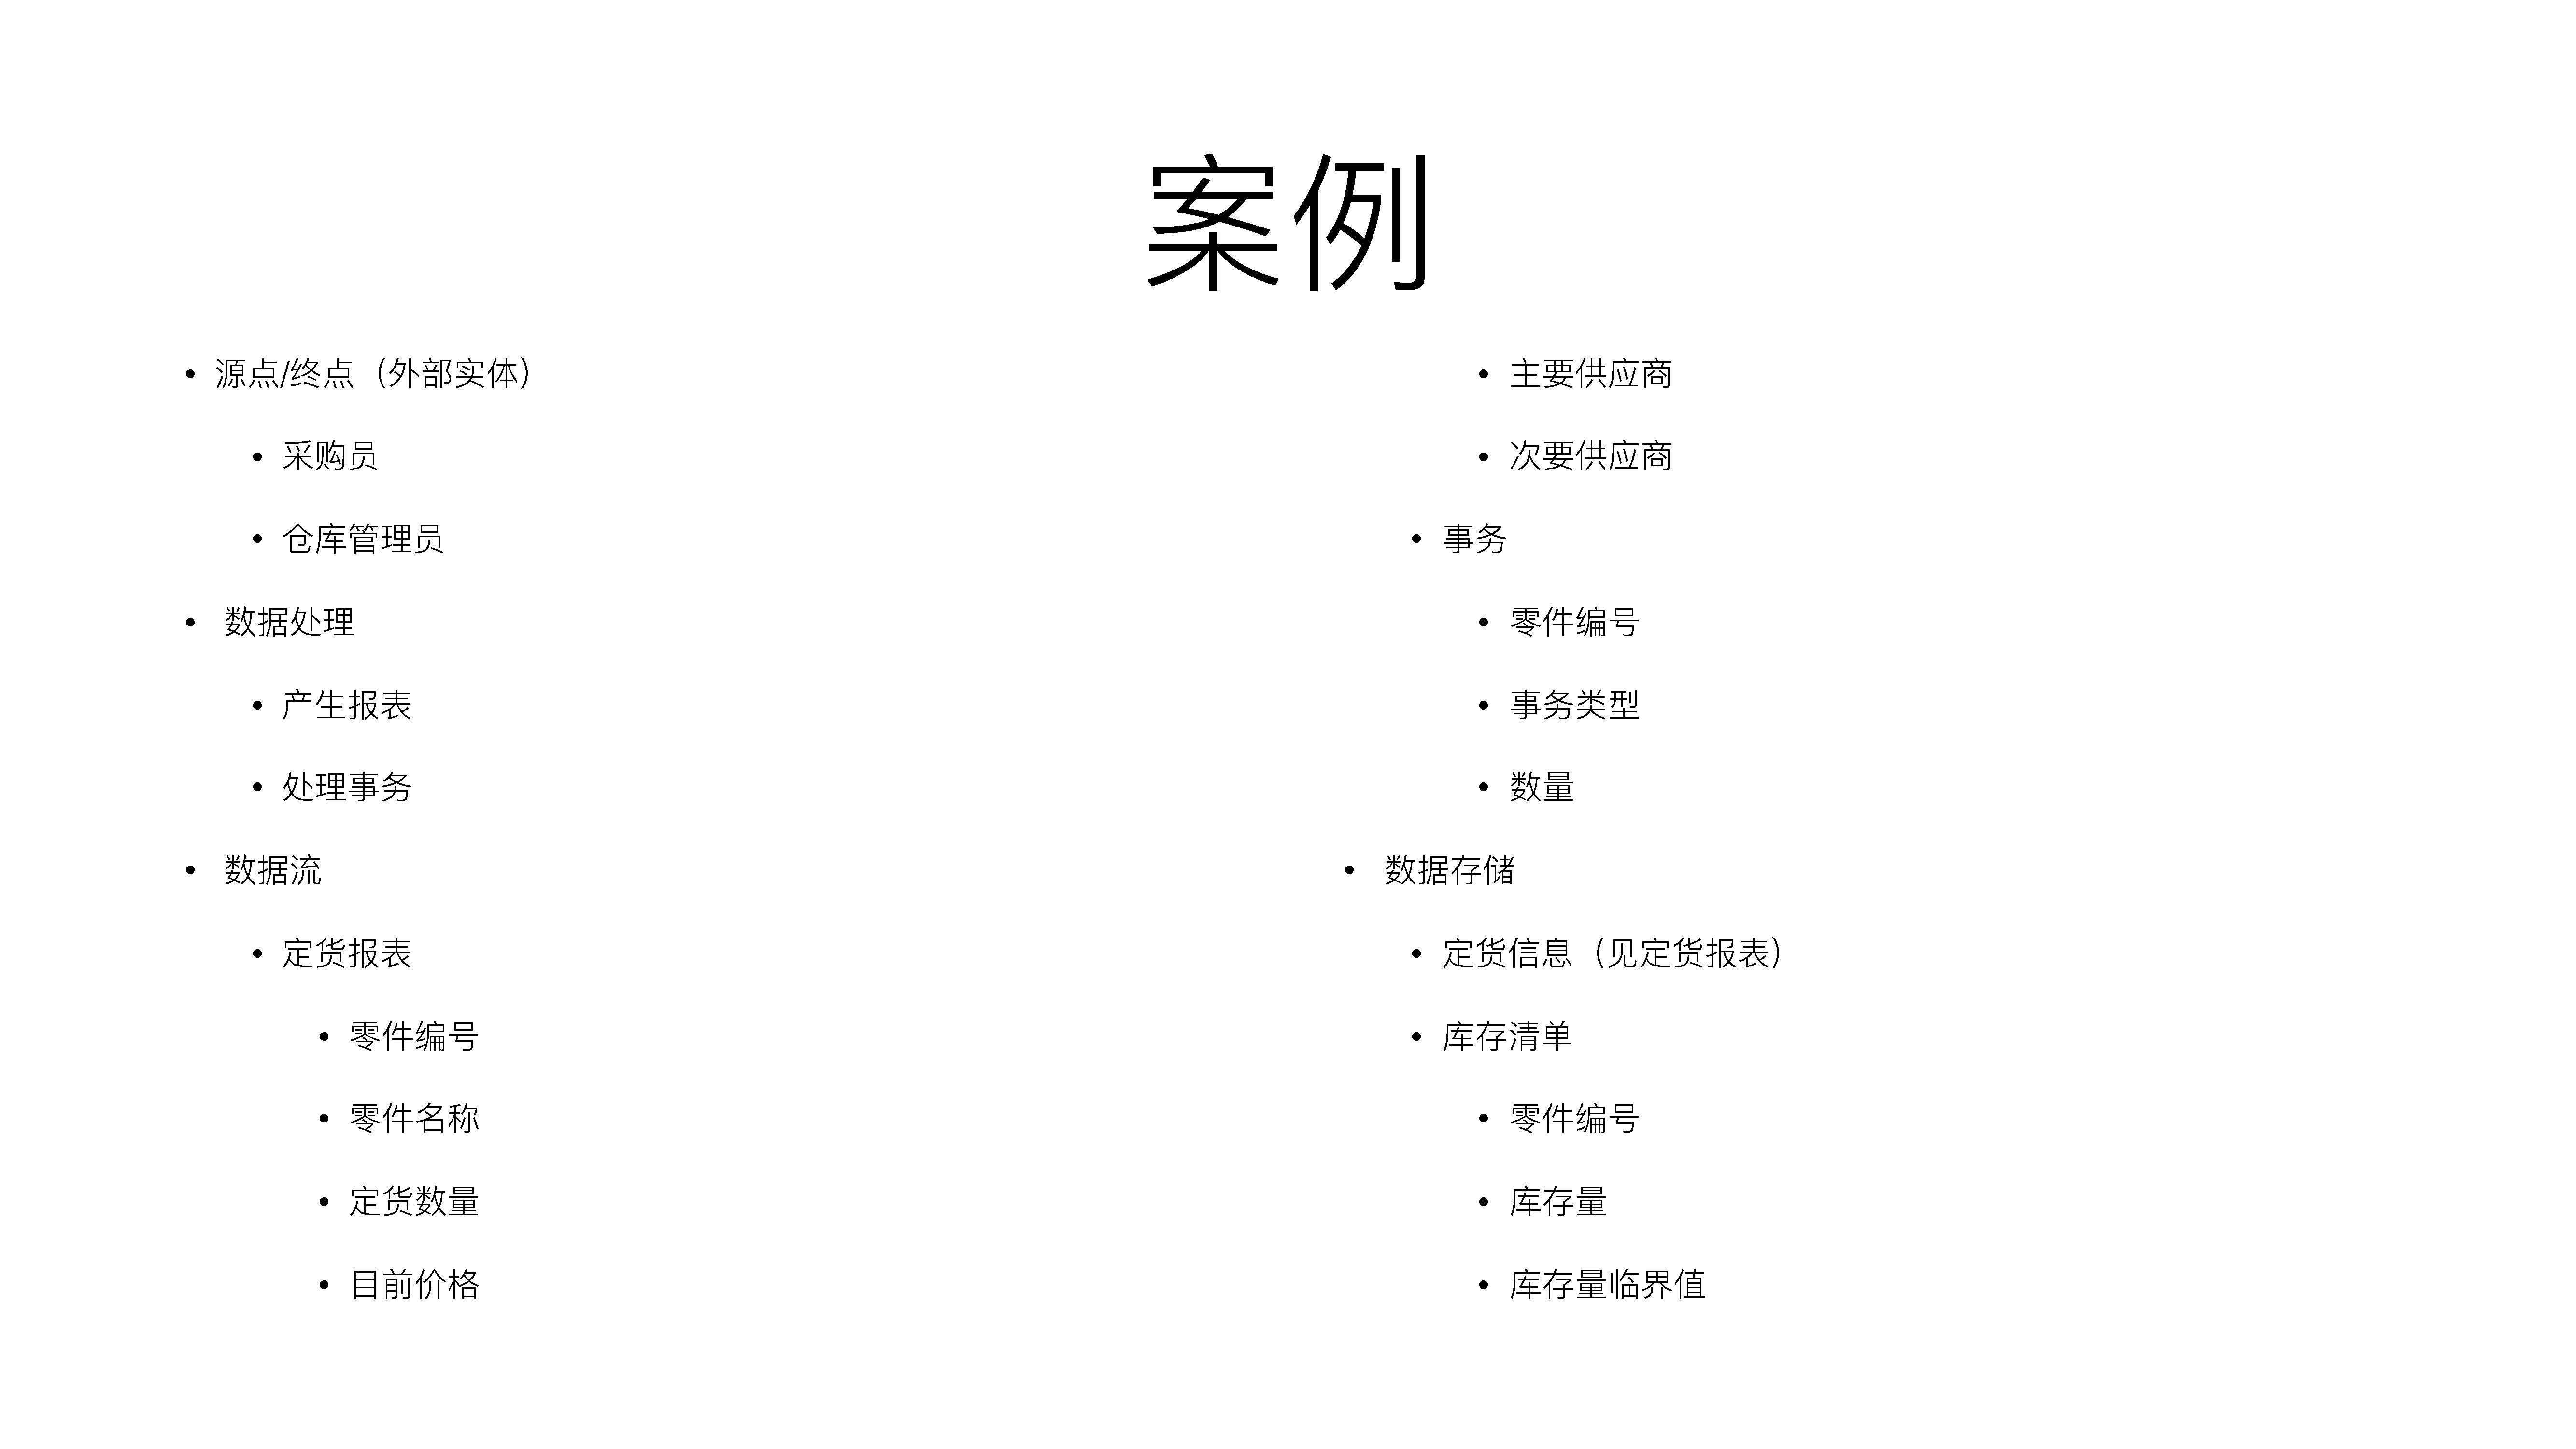 案例
• 源点/终点（外部实体）
• 采购员
• 仓库管理员
• 数据处理
• 产生报表
• 处理事务
• 数据流
• 定货报表
• 零件编号
• 零件名称
• 定货数量
• 目前价格
• 主要供应商
• 次要供应商
• 事务
• 零件编号
• 事务类型
• 数量
• 数据存储
• 定货信息（见定货报表）
• 库存清单
• 零件编号
• 库存量
• 库存量临界值